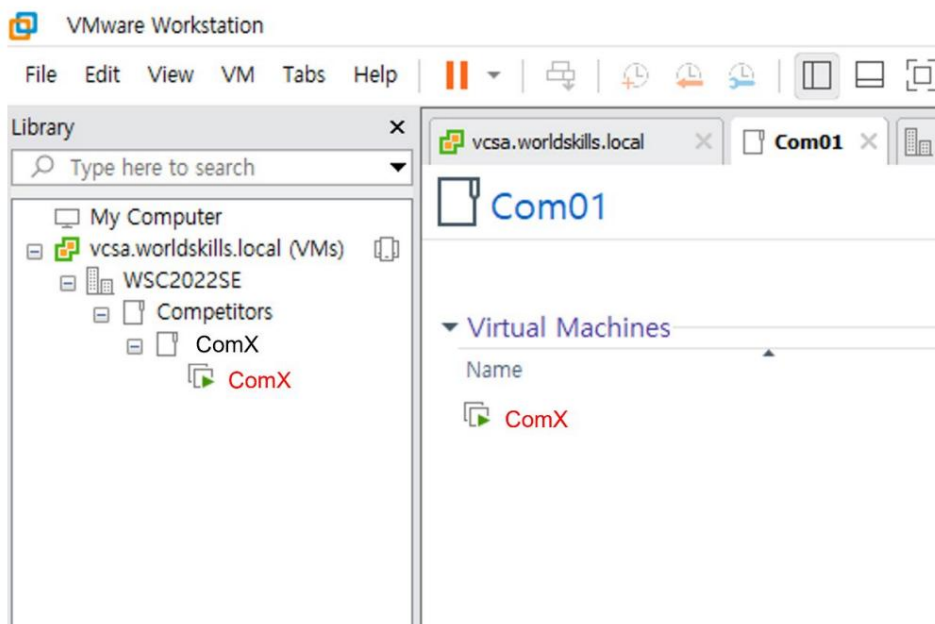 VMware Workstation
File Edit View VM Tabs Help
Library
Type here to search
My Computer
vcsa.worldskills.local (VMs)
WSC2022SE
Competitors
ComX
ComX
vcsa.worldskills.local
Com01
Com01
Virtual Machines
Name
ComX